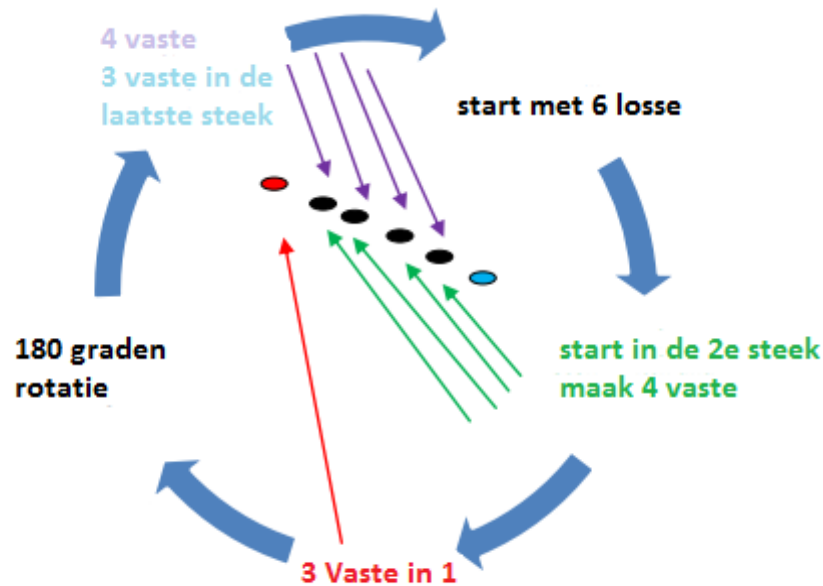 4 vaste
3 vaste in de
laatste steek
start met 6 losse
start in de 2e steek
maak 4 vaste
3 Vaste in 1
180 graden
rotatie